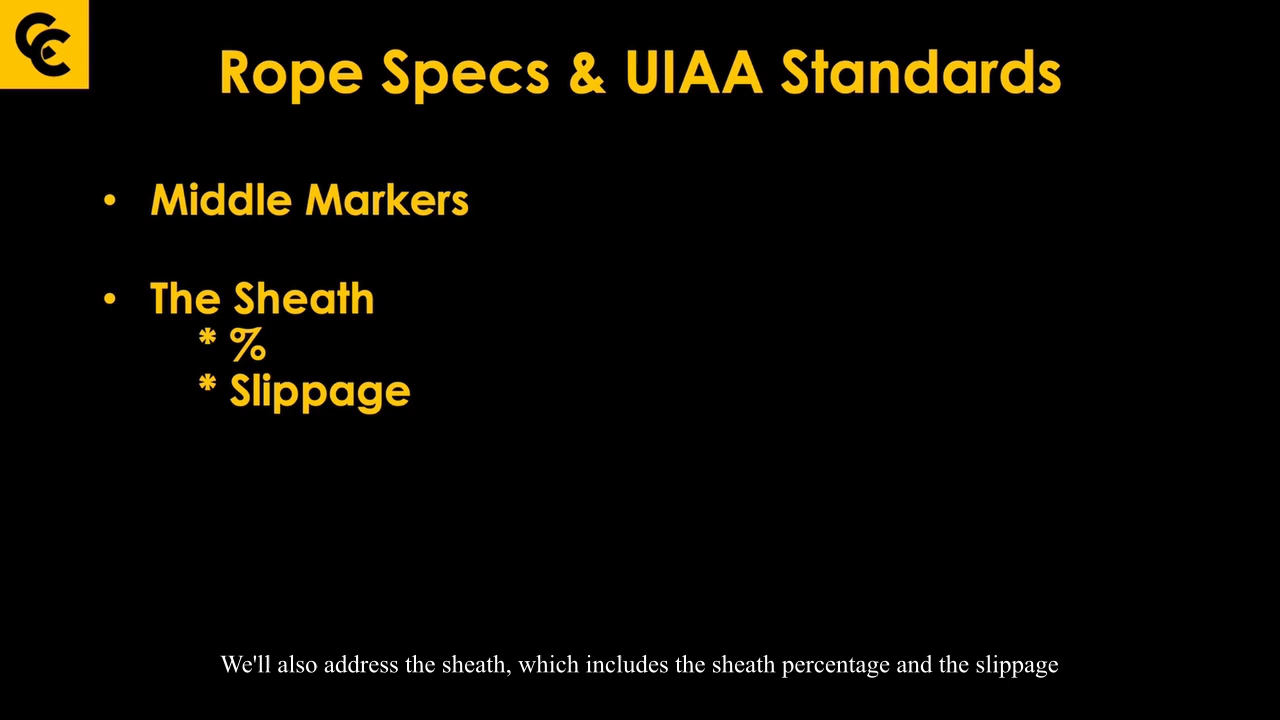 Rope Specs & UIAA Standards
• Middle Markers
• The Sheath
* %
* Slippage
We'll also address the sheath, which includes the sheath percentage and the slippage